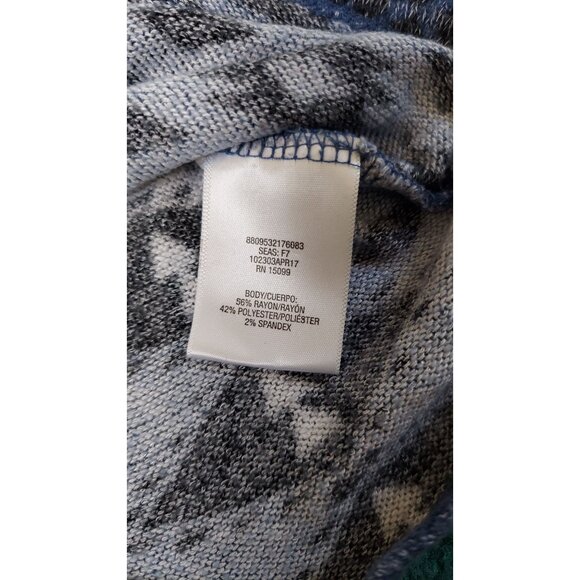 8809532176083
SEAS: F7
102303APR17
RN 15099
BODY/CUERPO:
56% RAYON/RAYÓN
42% POLYESTER/POLIÉSTER
2% SPANDEX